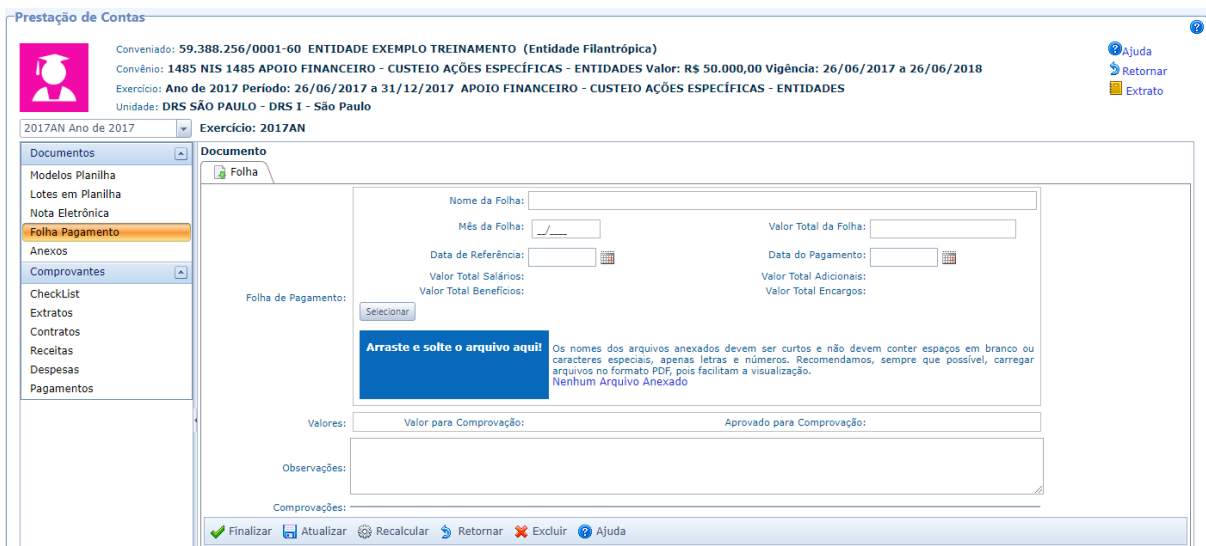 Prestação de Contas
Conveniado: 59.388.256/0001-60 ENTIDADE EXEMPLO TREINAMENTO (Entidade Filantrópica)
Convênio: 1485 NIS 1485 APOIO FINANCEIRO - CUSTEIO AÇÕES ESPECÍFICAS - ENTIDADES Valor: R$ 50.000,00 Vigência: 26/06/2017 a 26/06/2018
Exercício: Ano de 2017 Período: 26/06/2017 a 31/12/2017 APOIO FINANCEIRO - CUSTEIO AÇÕES ESPECÍFICAS - ENTIDADES
Unidade: DRS SÃO PAULO - DRS I - São Paulo
Ajuda
Retornar
Extrato
2017AN Ano de 2017
Exercício: 2017AN
Documentos
Modelos Planilha
Lotes em Planilha
Nota Eletrônica
Folha Pagamento
Anexos
Comprovantes
CheckList
Extratos
Contratos
Receitas
Despesas
Pagamentos
Documento
Folha
Folha de Pagamento:
Nome da Folha:
Mês da Folha: __/____ Valor Total da Folha:
Data de Referência: Data do Pagamento:
Valor Total Salários: Valor Total Adicionais:
Valor Total Benefícios: Valor Total Encargos:
Selecionar
Arraste e solte o arquivo aqui!
Os nomes dos arquivos anexados devem ser curtos e não devem conter espaços em branco ou
caracteres especiais, apenas letras e números. Recomendamos, sempre que possível, carregar
arquivos no formato PDF, pois facilitam a visualização.
Nenhum Arquivo Anexado
Valores: Valor para Comprovação: Aprovado para Comprovação:
Observações:
Comprovações:
Finalizar Atualizar Recalcular Retornar Excluir Ajuda